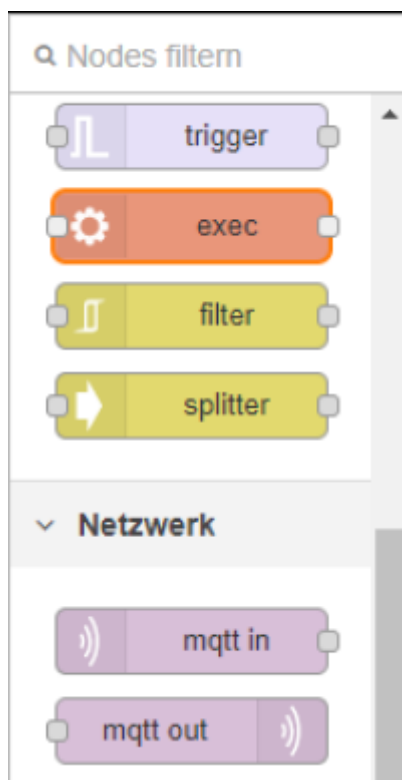 Nodes filtern
trigger
exec
filter
splitter
Netzwerk
mqtt in
mqtt out